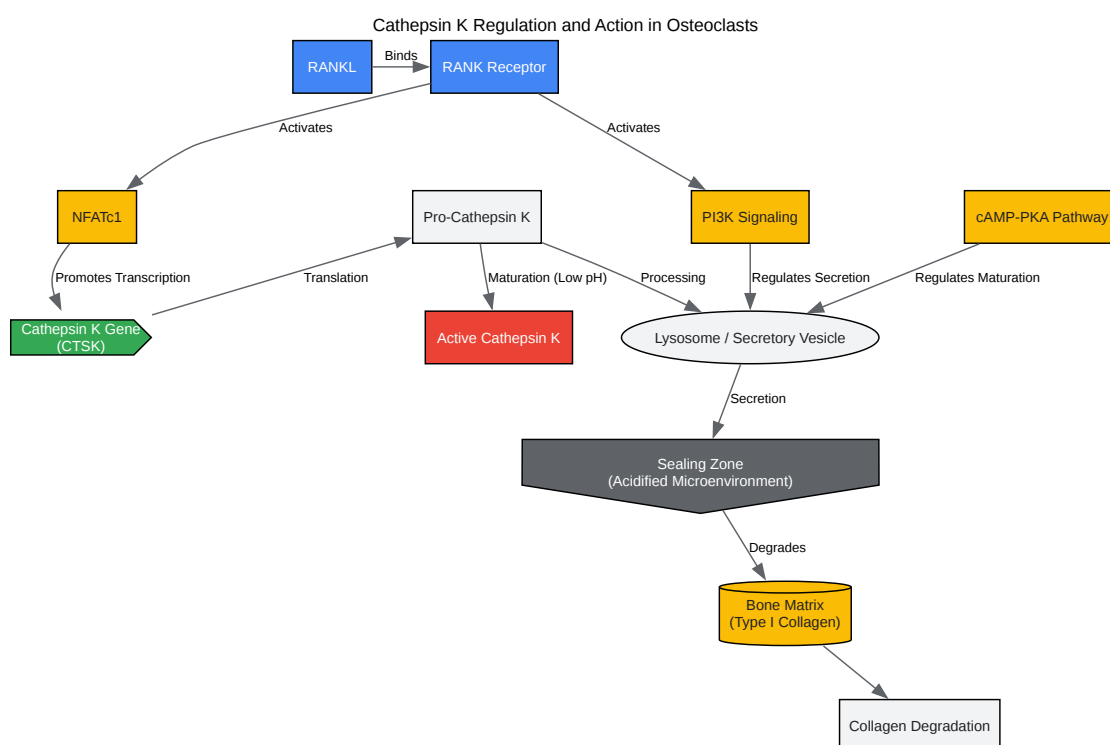 Cathepsin K Regulation and Action in Osteoclasts
RANKL
Binds
RANK Receptor
Activates
Activates
NFATc1
Pro-Cathepsin K
PI3K Signaling
cAMP-PKA Pathway
Promotes Transcription
Translation
Maturation (Low pH)
Processing
Regulates Secretion
Regulates Maturation
Cathepsin K Gene
(CTSK)
Active Cathepsin K
Lysosome / Secretory Vesicle
Secretion
Sealing Zone
(Acidified Microenvironment)
Degrades
Bone Matrix
(Type I Collagen)
Collagen Degradation